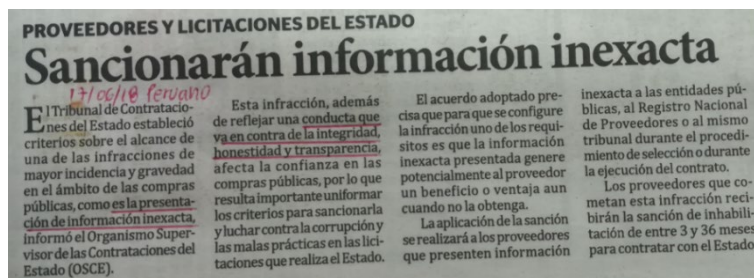 PROVEEDORES Y LICITACIONES DEL ESTADO
Sancionarán información inexacta
17/06/18 Peruano
El Tribunal de Contratacio-
nes del Estado estableció
criterios sobre el alcance de
una de las infracciones de
mayor incidencia y gravedad
en el ámbito de las compras
públicas, como es la presenta-
ción de información inexacta,
informó el Organismo Super-
visor de las Contrataciones del
Estado (OSCE).
Esta infracción, además
de reflejar una conducta que
va en contra de la integridad,
honestidad y transparencia,
afecta la confianza en las
compras públicas, por lo que
resulta importante uniformar
los criterios para sancionarla
y luchar contra la corrupción y
las malas prácticas en las lici-
taciones que realiza el Estado.
El acuerdo adoptado pre-
cisa que para que se configure
la infracción uno de los requi-
sitos es que la información
inexacta presentada genere
potencialmente al proveedor
un beneficio o ventaja aun
cuando no la obtenga.
La aplicación de la sanción
se realizará a los proveedores
que presenten información
inexacta a las entidades pú-
blicas, al Registro Nacional
de Proveedores o al mismo
tribunal durante el procedi-
miento de selección o durante
la ejecución del contrato.
Los proveedores que co-
metan esta infracción reci-
birán la sanción de inhabili-
tación de entre 3 y 36 meses
para contratar con el Estado